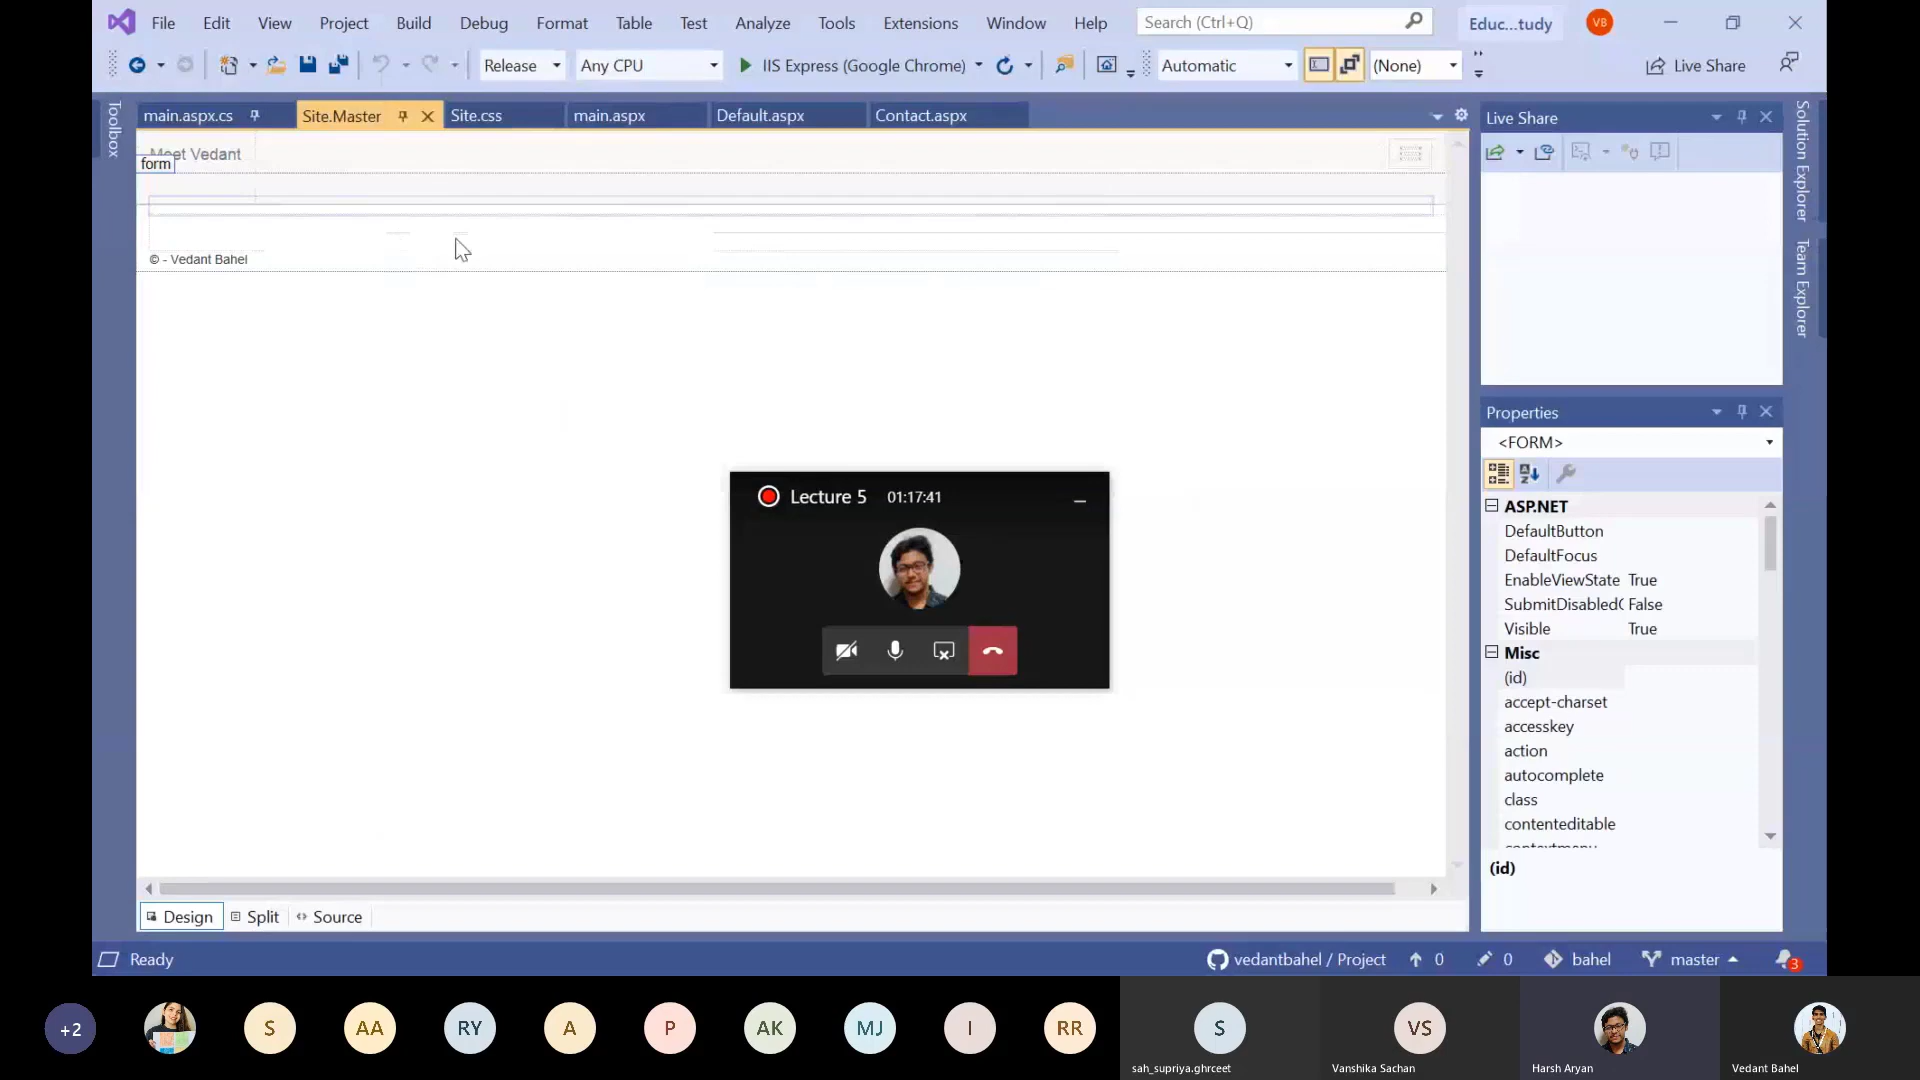 File Edit View Project Build Debug Format Table Test Analyze Tools Extensions Window Help Search (Ctrl+Q) Educ...tudy VB
Release Any CPU IIS Express (Google Chrome) Automatic (None) Live Share
Toolbox
main.aspx.cs Site.Master Site.css main.aspx Default.aspx Contact.aspx
Meet Vedant
form
© - Vedant Bahel
Lecture 5 01:17:41
Design Split Source
Live Share
Solution Explorer
Team Explorer
Properties
<FORM>
ASP.NET
DefaultButton
DefaultFocus
EnableViewState True
SubmitDisabledC False
Visible True
Misc
(id)
accept-charset
accesskey
action
autocomplete
class
contenteditable
contextmenu
(id)
Ready vedantbahel / Project 0 0 bahel master 3
+2 S AA RY A P AK MJ I RR S VS
sah_supriya.ghrceet Vanshika Sachan Harsh Aryan Vedant Bahel